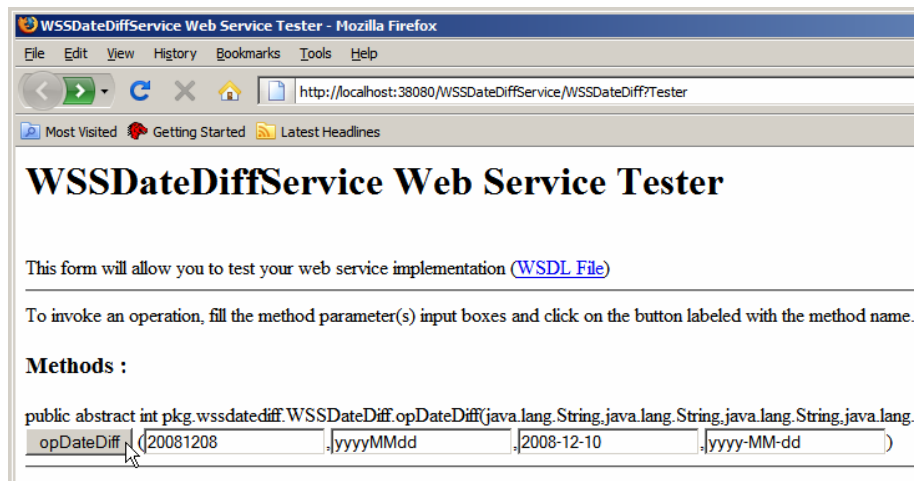 WSSDateDiffService Web Service Tester - Mozilla Firefox
File Edit View History Bookmarks Tools Help
http://localhost:38080/WSSDateDiffService/WSSDateDiff?Tester
Most Visited Getting Started Latest Headlines
WSSDateDiffService Web Service Tester
This form will allow you to test your web service implementation (WSDL File)
To invoke an operation, fill the method parameter(s) input boxes and click on the button labeled with the method name.
Methods :
public abstract int pkg.wssdatediff.WSSDateDiff.opDateDiff(java.lang.String,java.lang.String,java.lang.String,java.lang.
opDateDiff (20081208 ,yyyyMMdd ,2008-12-10 ,yyyy-MM-dd )